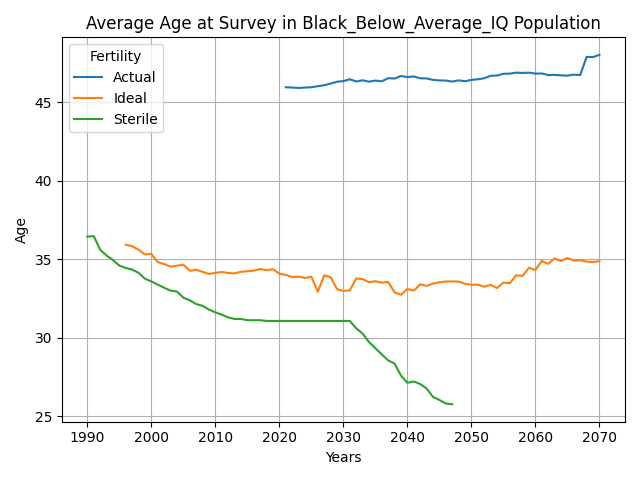 Average Age at Survey in Black_Below_Average_IQ Population
Fertility
Actual
Ideal
Sterile
Age
45
40
35
30
25
1990 2000 2010 2020 2030 2040 2050 2060 2070
Years